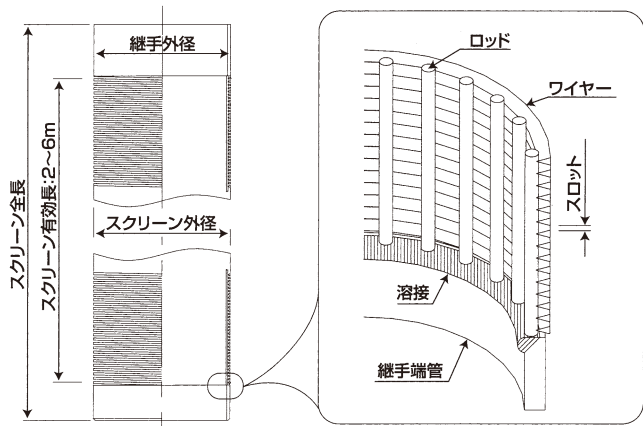 継手外径
スクリーン全長
スクリーン有効長:2〜6m
スクリーン外径
ロッド
ワイヤー
スロット
溶接
継手端管